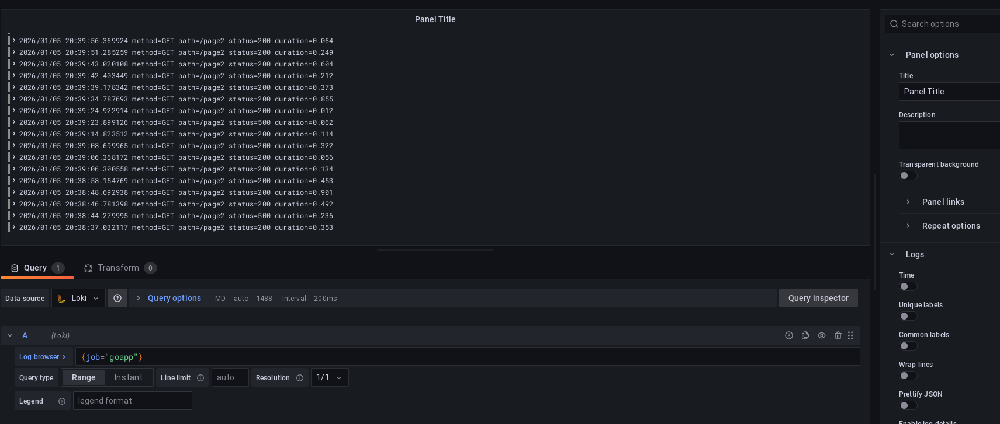 Panel Title
2026/01/05 20:39:56.369924 method=GET path=/page2 status=200 duration=0.064
2026/01/05 20:39:51.285259 method=GET path=/page2 status=200 duration=0.249
2026/01/05 20:39:43.020108 method=GET path=/page2 status=200 duration=0.604
2026/01/05 20:39:42.403449 method=GET path=/page2 status=200 duration=0.212
2026/01/05 20:39:39.178342 method=GET path=/page2 status=200 duration=0.373
2026/01/05 20:39:34.787693 method=GET path=/page2 status=200 duration=0.855
2026/01/05 20:39:24.922914 method=GET path=/page2 status=200 duration=0.012
2026/01/05 20:39:23.899126 method=GET path=/page2 status=500 duration=0.062
2026/01/05 20:39:14.823512 method=GET path=/page2 status=200 duration=0.114
2026/01/05 20:39:08.699965 method=GET path=/page2 status=200 duration=0.322
2026/01/05 20:39:06.368172 method=GET path=/page2 status=200 duration=0.056
2026/01/05 20:39:06.300558 method=GET path=/page2 status=200 duration=0.134
2026/01/05 20:38:58.154769 method=GET path=/page2 status=200 duration=0.453
2026/01/05 20:38:48.692938 method=GET path=/page2 status=200 duration=0.901
2026/01/05 20:38:46.781398 method=GET path=/page2 status=200 duration=0.492
2026/01/05 20:38:44.279995 method=GET path=/page2 status=500 duration=0.236
2026/01/05 20:38:37.032117 method=GET path=/page2 status=200 duration=0.353
Query 1 Transform 0
Data source Loki Query options MD = auto = 1488 Interval = 200ms Query inspector
A (Loki)
Log browser {job="goapp"}
Query type Range Instant Line limit auto Resolution 1/1
Legend legend format
Search options
Panel options
Title
Panel Title
Description
Transparent background
Panel links
Repeat options
Logs
Time
Unique labels
Common labels
Wrap lines
Prettify JSON
Enable log details